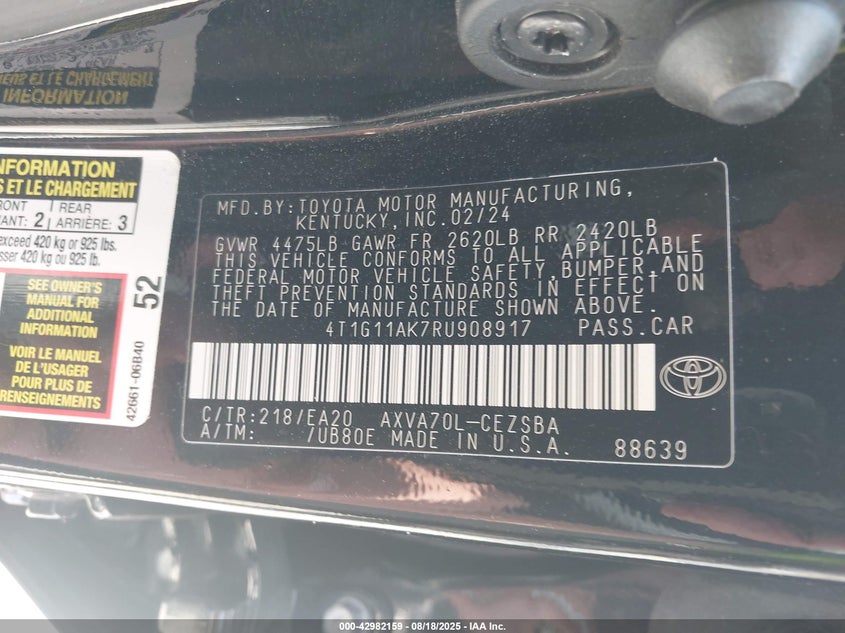 INFORMATION
S ET LE CHARGEMENT
FRONT
REAR
ANT: 2
ARRIÈRE: 3
exceed 420 kg or 925 lbs.
sser 420 kg ou 925 lb.
SEE OWNER'S
MANUAL FOR
ADDITIONAL
INFORMATION
VOIR LE MANUEL
DE L'USAGER
POUR PLUS DE
RENSEIGNEMENTS
52
42661-06B40
MFD.BY:TOYOTA MOTOR MANUFACTURING,
KENTUCKY,INC.02/24
GVWR 4475LB GAWR FR 2620LB RR 2420LB
THIS VEHICLE CONFORMS TO ALL APPLICABLE
FEDERAL MOTOR VEHICLE SAFETY,BUMPER,AND
THEFT PREVENTION STANDARDS IN EFFECT ON
THE DATE OF MANUFACTURE SHOWN ABOVE.
4T1G11AK7RU908917 PASS.CAR
C/TR:218/EA20 AXVA70L-CEZSBA
A/TM: /UB80E MADE IN U.S.A.
88639
TOYOTA
000-42982159 - 08/18/2025 - IAA Inc.